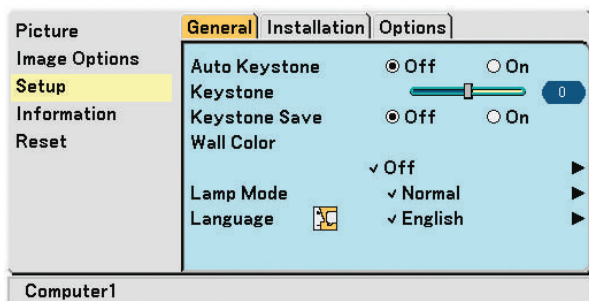 Picture
Image Options
Setup
Information
Reset
General Installation Options
Auto Keystone Off On
Keystone 0
Keystone Save Off On
Wall Color
Off
Lamp Mode Normal
Language English
Computer1